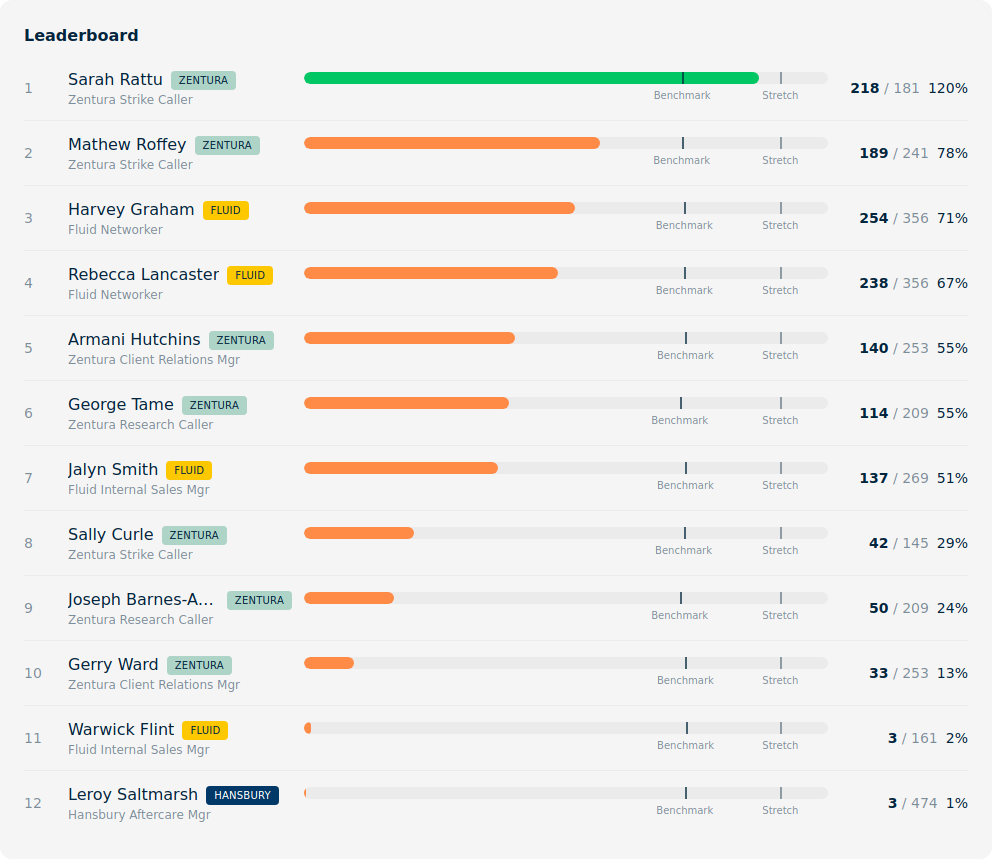 Leaderboard
1 Sarah Rattu ZENTURA
Zentura Strike Caller
Benchmark Stretch
218 / 181 120%
2 Mathew Roffey ZENTURA
Zentura Strike Caller
Benchmark Stretch
189 / 241 78%
3 Harvey Graham FLUID
Fluid Networker
Benchmark Stretch
254 / 356 71%
4 Rebecca Lancaster FLUID
Fluid Networker
Benchmark Stretch
238 / 356 67%
5 Armani Hutchins ZENTURA
Zentura Client Relations Mgr
Benchmark Stretch
140 / 253 55%
6 George Tame ZENTURA
Zentura Research Caller
Benchmark Stretch
114 / 209 55%
7 Jalyn Smith FLUID
Fluid Internal Sales Mgr
Benchmark Stretch
137 / 269 51%
8 Sally Curle ZENTURA
Zentura Strike Caller
Benchmark Stretch
42 / 145 29%
9 Joseph Barnes-A... ZENTURA
Zentura Research Caller
Benchmark Stretch
50 / 209 24%
10 Gerry Ward ZENTURA
Zentura Client Relations Mgr
Benchmark Stretch
33 / 253 13%
11 Warwick Flint FLUID
Fluid Internal Sales Mgr
Benchmark Stretch
3 / 161 2%
12 Leroy Saltmarsh HANSBURY
Hansbury Aftercare Mgr
Benchmark Stretch
3 / 474 1%